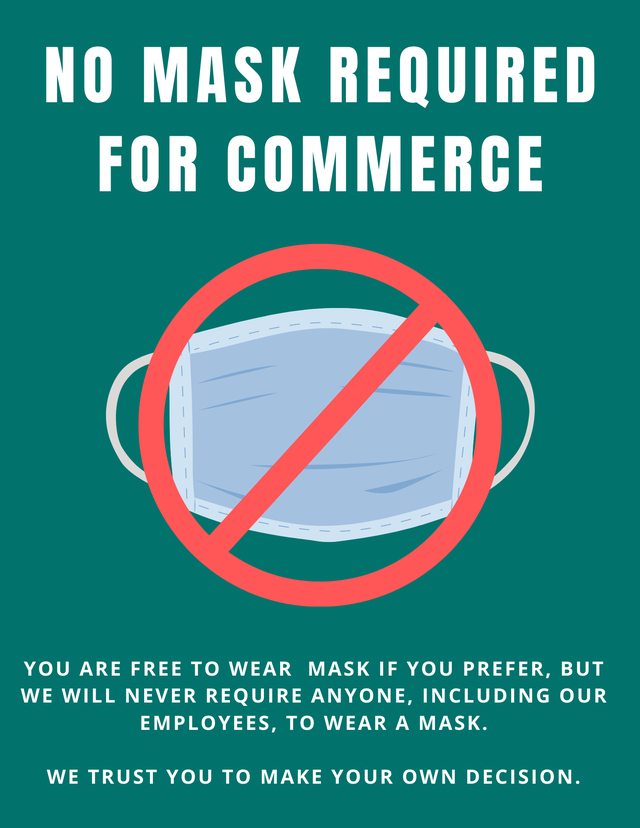 NO MASK REQUIRED
FOR COMMERCE
YOU ARE FREE TO WEAR  MASK IF YOU PREFER, BUT
WE WILL NEVER REQUIRE ANYONE, INCLUDING OUR
EMPLOYEES, TO WEAR A MASK.
WE TRUST YOU TO MAKE YOUR OWN DECISION.